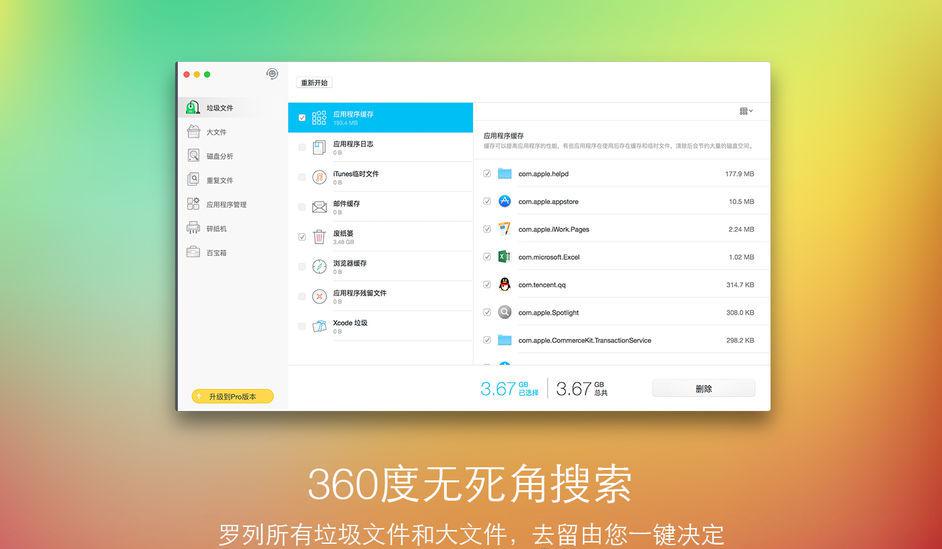 重新开始
垃圾文件
大文件
磁盘分析
重复文件
应用程序管理
碎纸机
百宝箱
升级到Pro版本
应用程序缓存
193.4 MB
应用程序日志
0 B
iTunes临时文件
0 B
邮件缓存
0 B
废纸篓
3.48 GB
浏览器缓存
0 B
应用程序残留文件
0 B
Xcode 垃圾
0 B
应用程序缓存
缓存可以提高应用程序的性能，有些应用程序在使用后存在缓存和临时文件，清除后会节约大量的磁盘空间。
com.apple.helpd 177.9 MB
com.apple.appstore 10.5 MB
com.apple.iWork.Pages 2.24 MB
com.microsoft.Excel 1.02 MB
com.tencent.qq 314.7 KB
com.apple.Spotlight 308.0 KB
com.apple.CommerceKit.TransactionService 298.2 KB
3.67 GB 已选择
3.67 GB 总共
删除
360度无死角搜索
罗列所有垃圾文件和大文件，去留由您一键决定